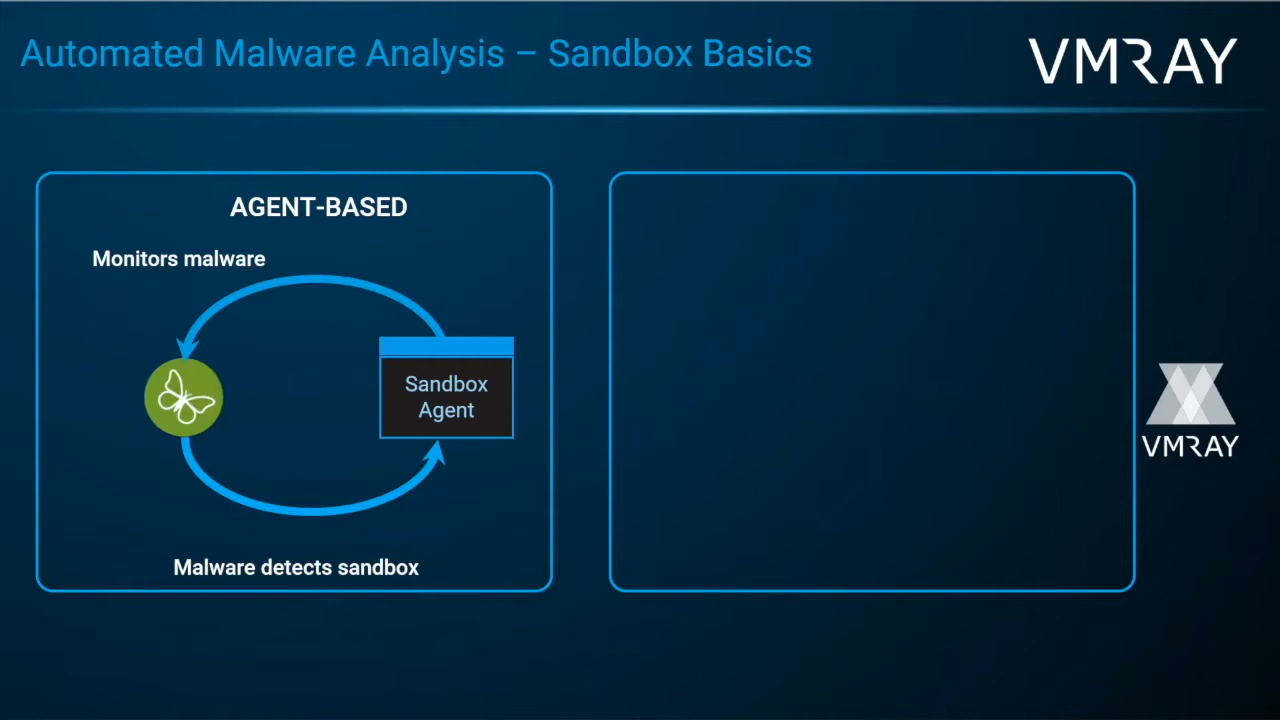 Automated Malware Analysis – Sandbox Basics
VMRAY
AGENT-BASED
Monitors malware
Sandbox
Agent
Malware detects sandbox
VMRAY